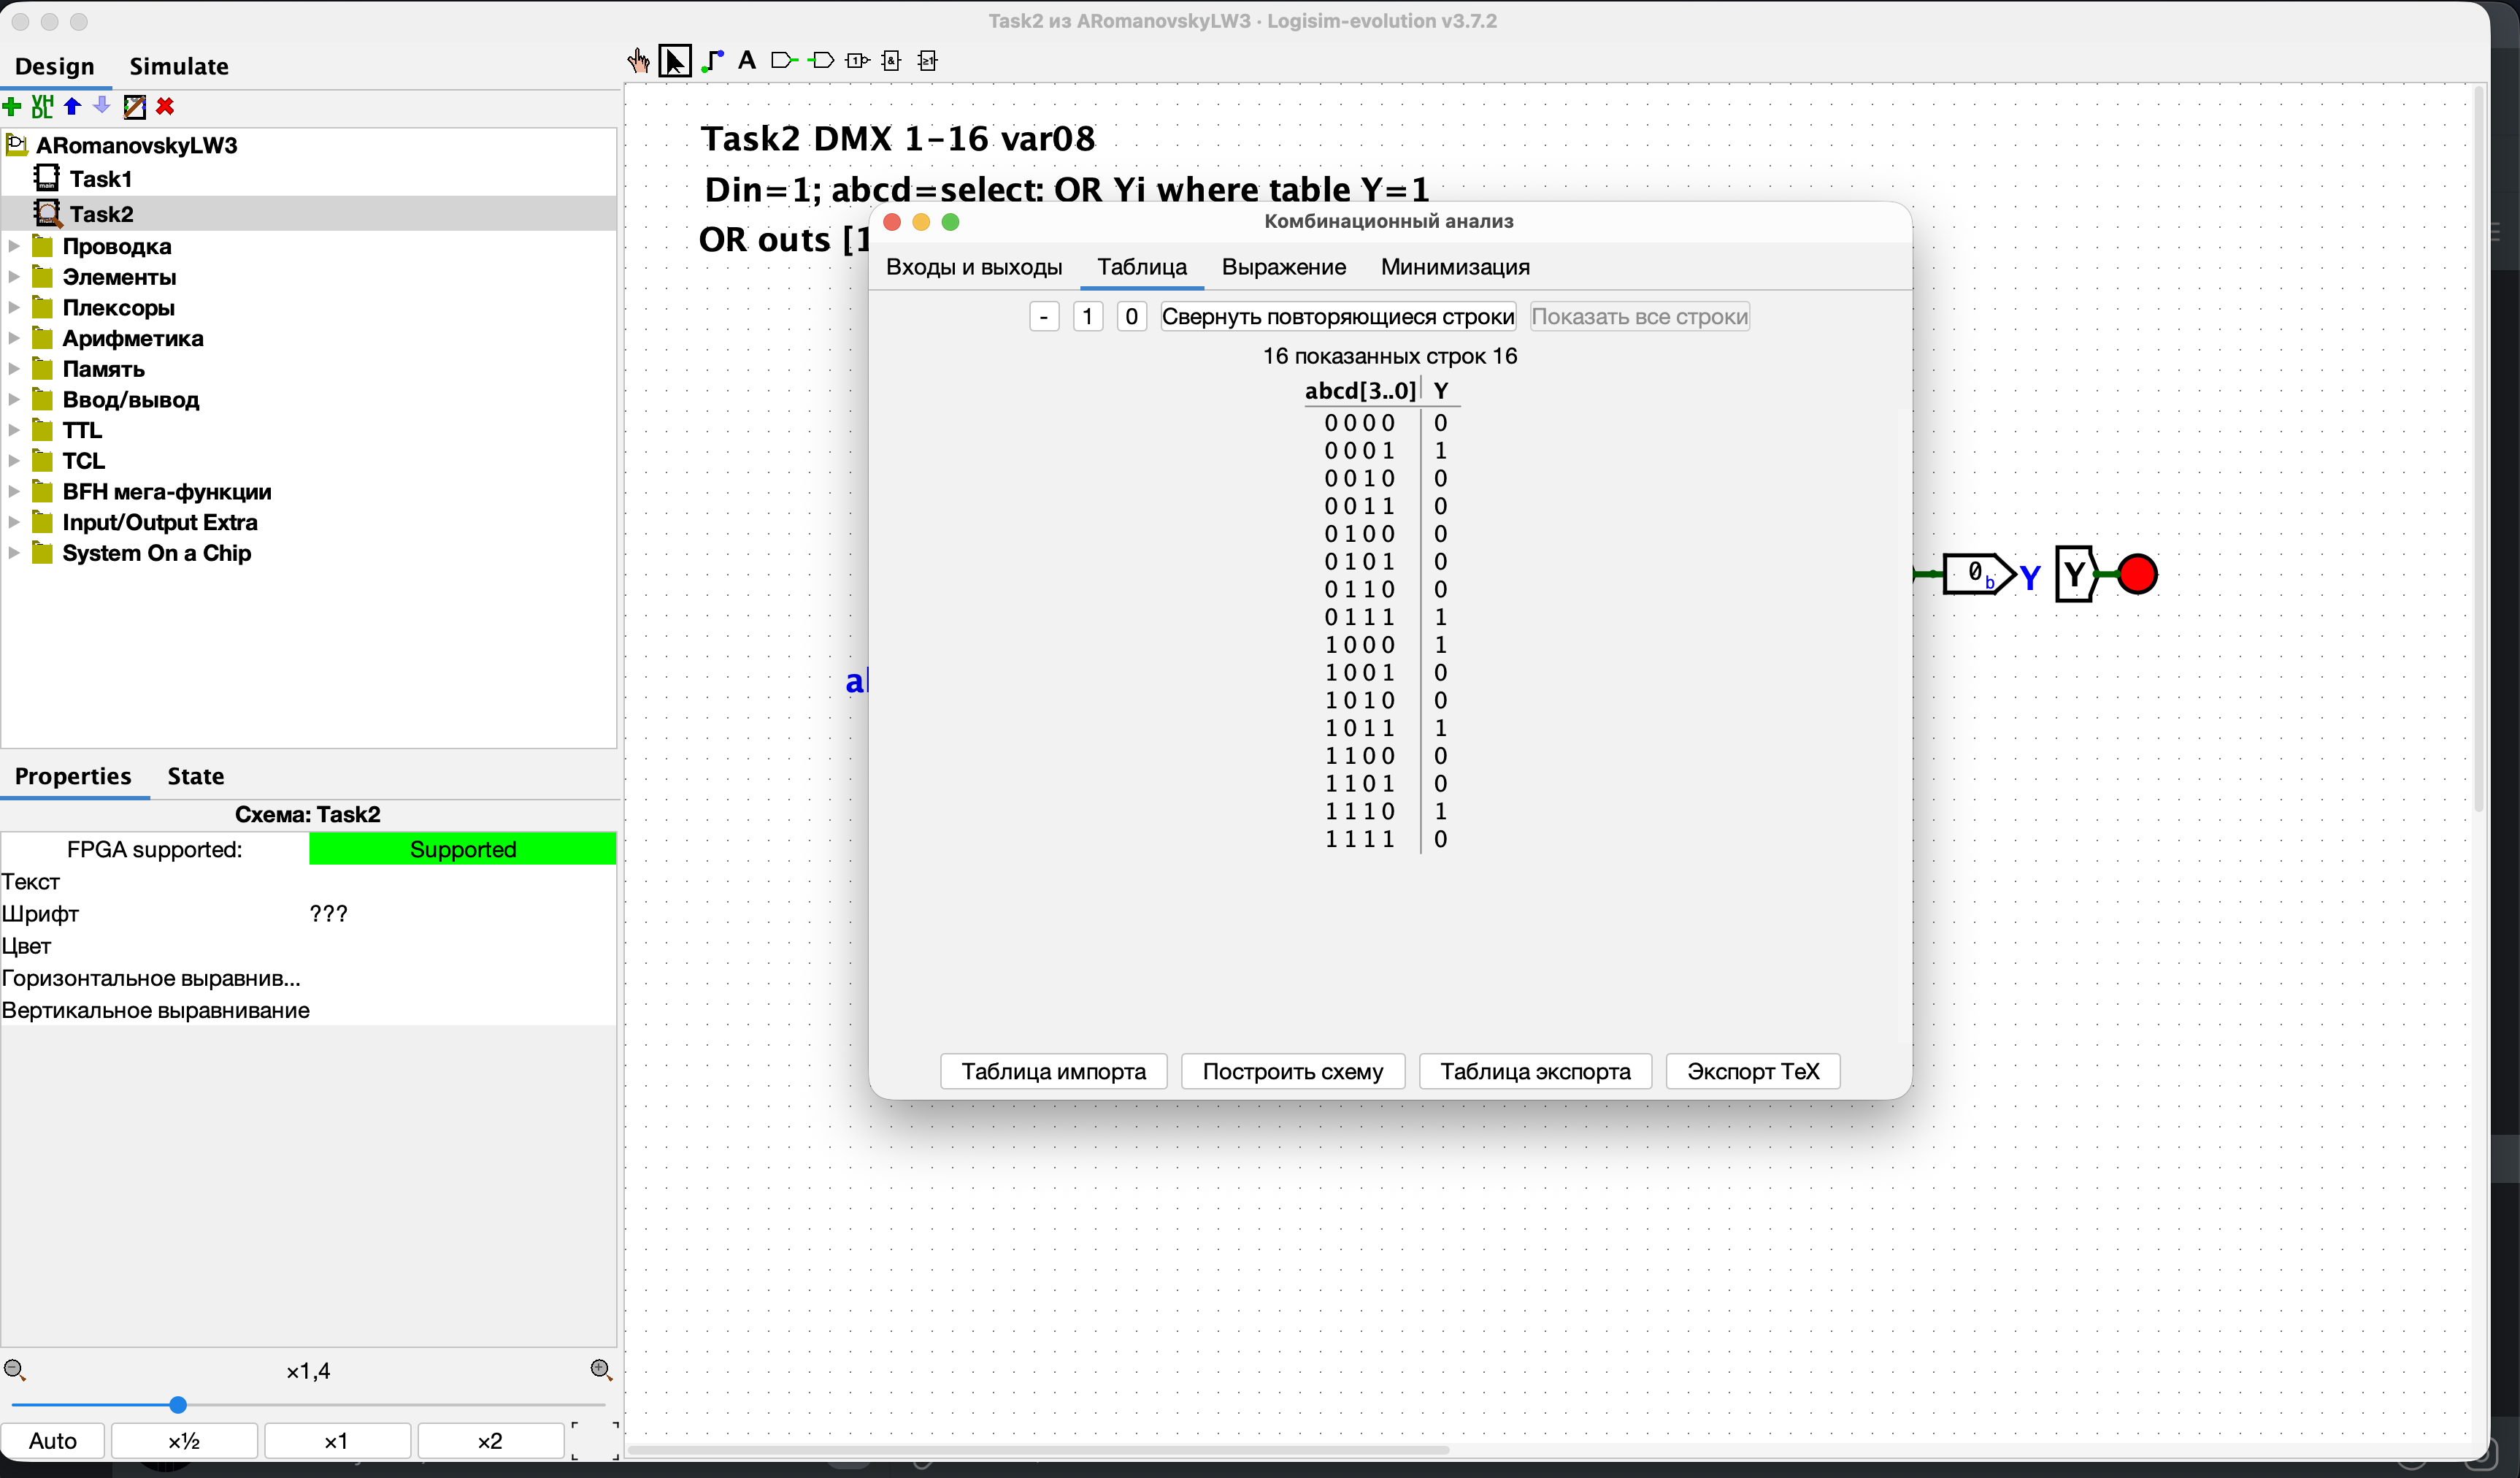 Task2 из ARomanovskyLW3 · Logisim-evolution v3.7.2
Design Simulate
VHDL
ARomanovskyLW3
Task1
Task2
Проводка
Элементы
Плексоры
Арифметика
Память
Ввод/вывод
TTL
TCL
BFH мега-функции
Input/Output Extra
System On a Chip
Properties State
Схема: Task2
FPGA supported: Supported
Текст
Шрифт ???
Цвет
Горизонтальное выравнив...
Вертикальное выравнивание
×1,4
Auto ×½ ×1 ×2
A 1 & ≥1
Task2 DMX 1-16 var08
Din=1; abcd=select: OR Yi where table Y=1
OR outs [1
al
0b Y Y
Комбинационный анализ
Входы и выходы Таблица Выражение Минимизация
- 1 0 Свернуть повторяющиеся строки Показать все строки
16 показанных строк 16
abcd[3..0] Y
0 0 0 0 0
0 0 0 1 1
0 0 1 0 0
0 0 1 1 0
0 1 0 0 0
0 1 0 1 0
0 1 1 0 0
0 1 1 1 1
1 0 0 0 1
1 0 0 1 0
1 0 1 0 0
1 0 1 1 1
1 1 0 0 0
1 1 0 1 0
1 1 1 0 1
1 1 1 1 0
Таблица импорта Построить схему Таблица экспорта Экспорт TeX